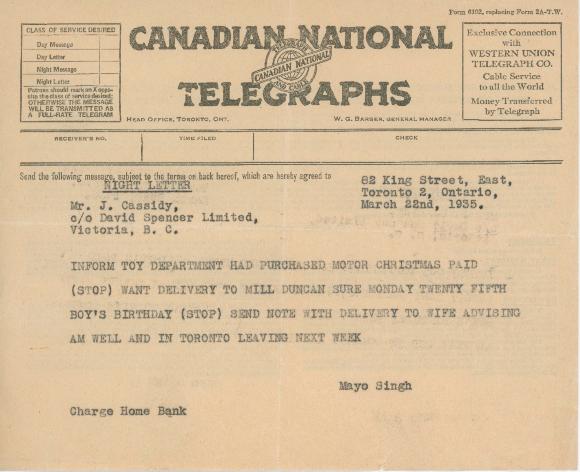 Form 6102, replacing Form 2A-T.W.
CLASS OF SERVICE DESIRED
Day Message
Day Letter
Night Message
Night Letter
Patrons should mark an X opposite the class of service desired;
OTHERWISE THE MESSAGE
WILL BE TRANSMITTED AS
A FULL-RATE TELEGRAM
CANADIAN NATIONAL
TELEGRAPH
CANADIAN NATIONAL
AND CABLE
TELEGRAPHS
HEAD OFFICE, TORONTO, ONT.
W. G. BARBER, GENERAL MANAGER
Exclusive Connection
with
WESTERN UNION
TELEGRAPH CO.
Cable Service
to all the World
Money Transferred
by Telegraph
RECEIVER'S NO.
TIME FILED
CHECK
Send the following message, subject to the terms on back hereof, which are hereby agreed to
NIGHT LETTER
82 King Street, East,
Toronto 2, Ontario,
March 22nd, 1935.
Mr. J. Cassidy,
c/o David Spencer Limited,
Victoria, B. C.
INFORM TOY DEPARTMENT HAD PURCHASED MOTOR CHRISTMAS PAID
(STOP) WANT DELIVERY TO MILL DUNCAN SURE MONDAY TWENTY FIFTH
BOY'S BIRTHDAY (STOP) SEND NOTE WITH DELIVERY TO WIFE ADVISING
AM WELL AND IN TORONTO LEAVING NEXT WEEK
Mayo Singh
Charge Home Bank